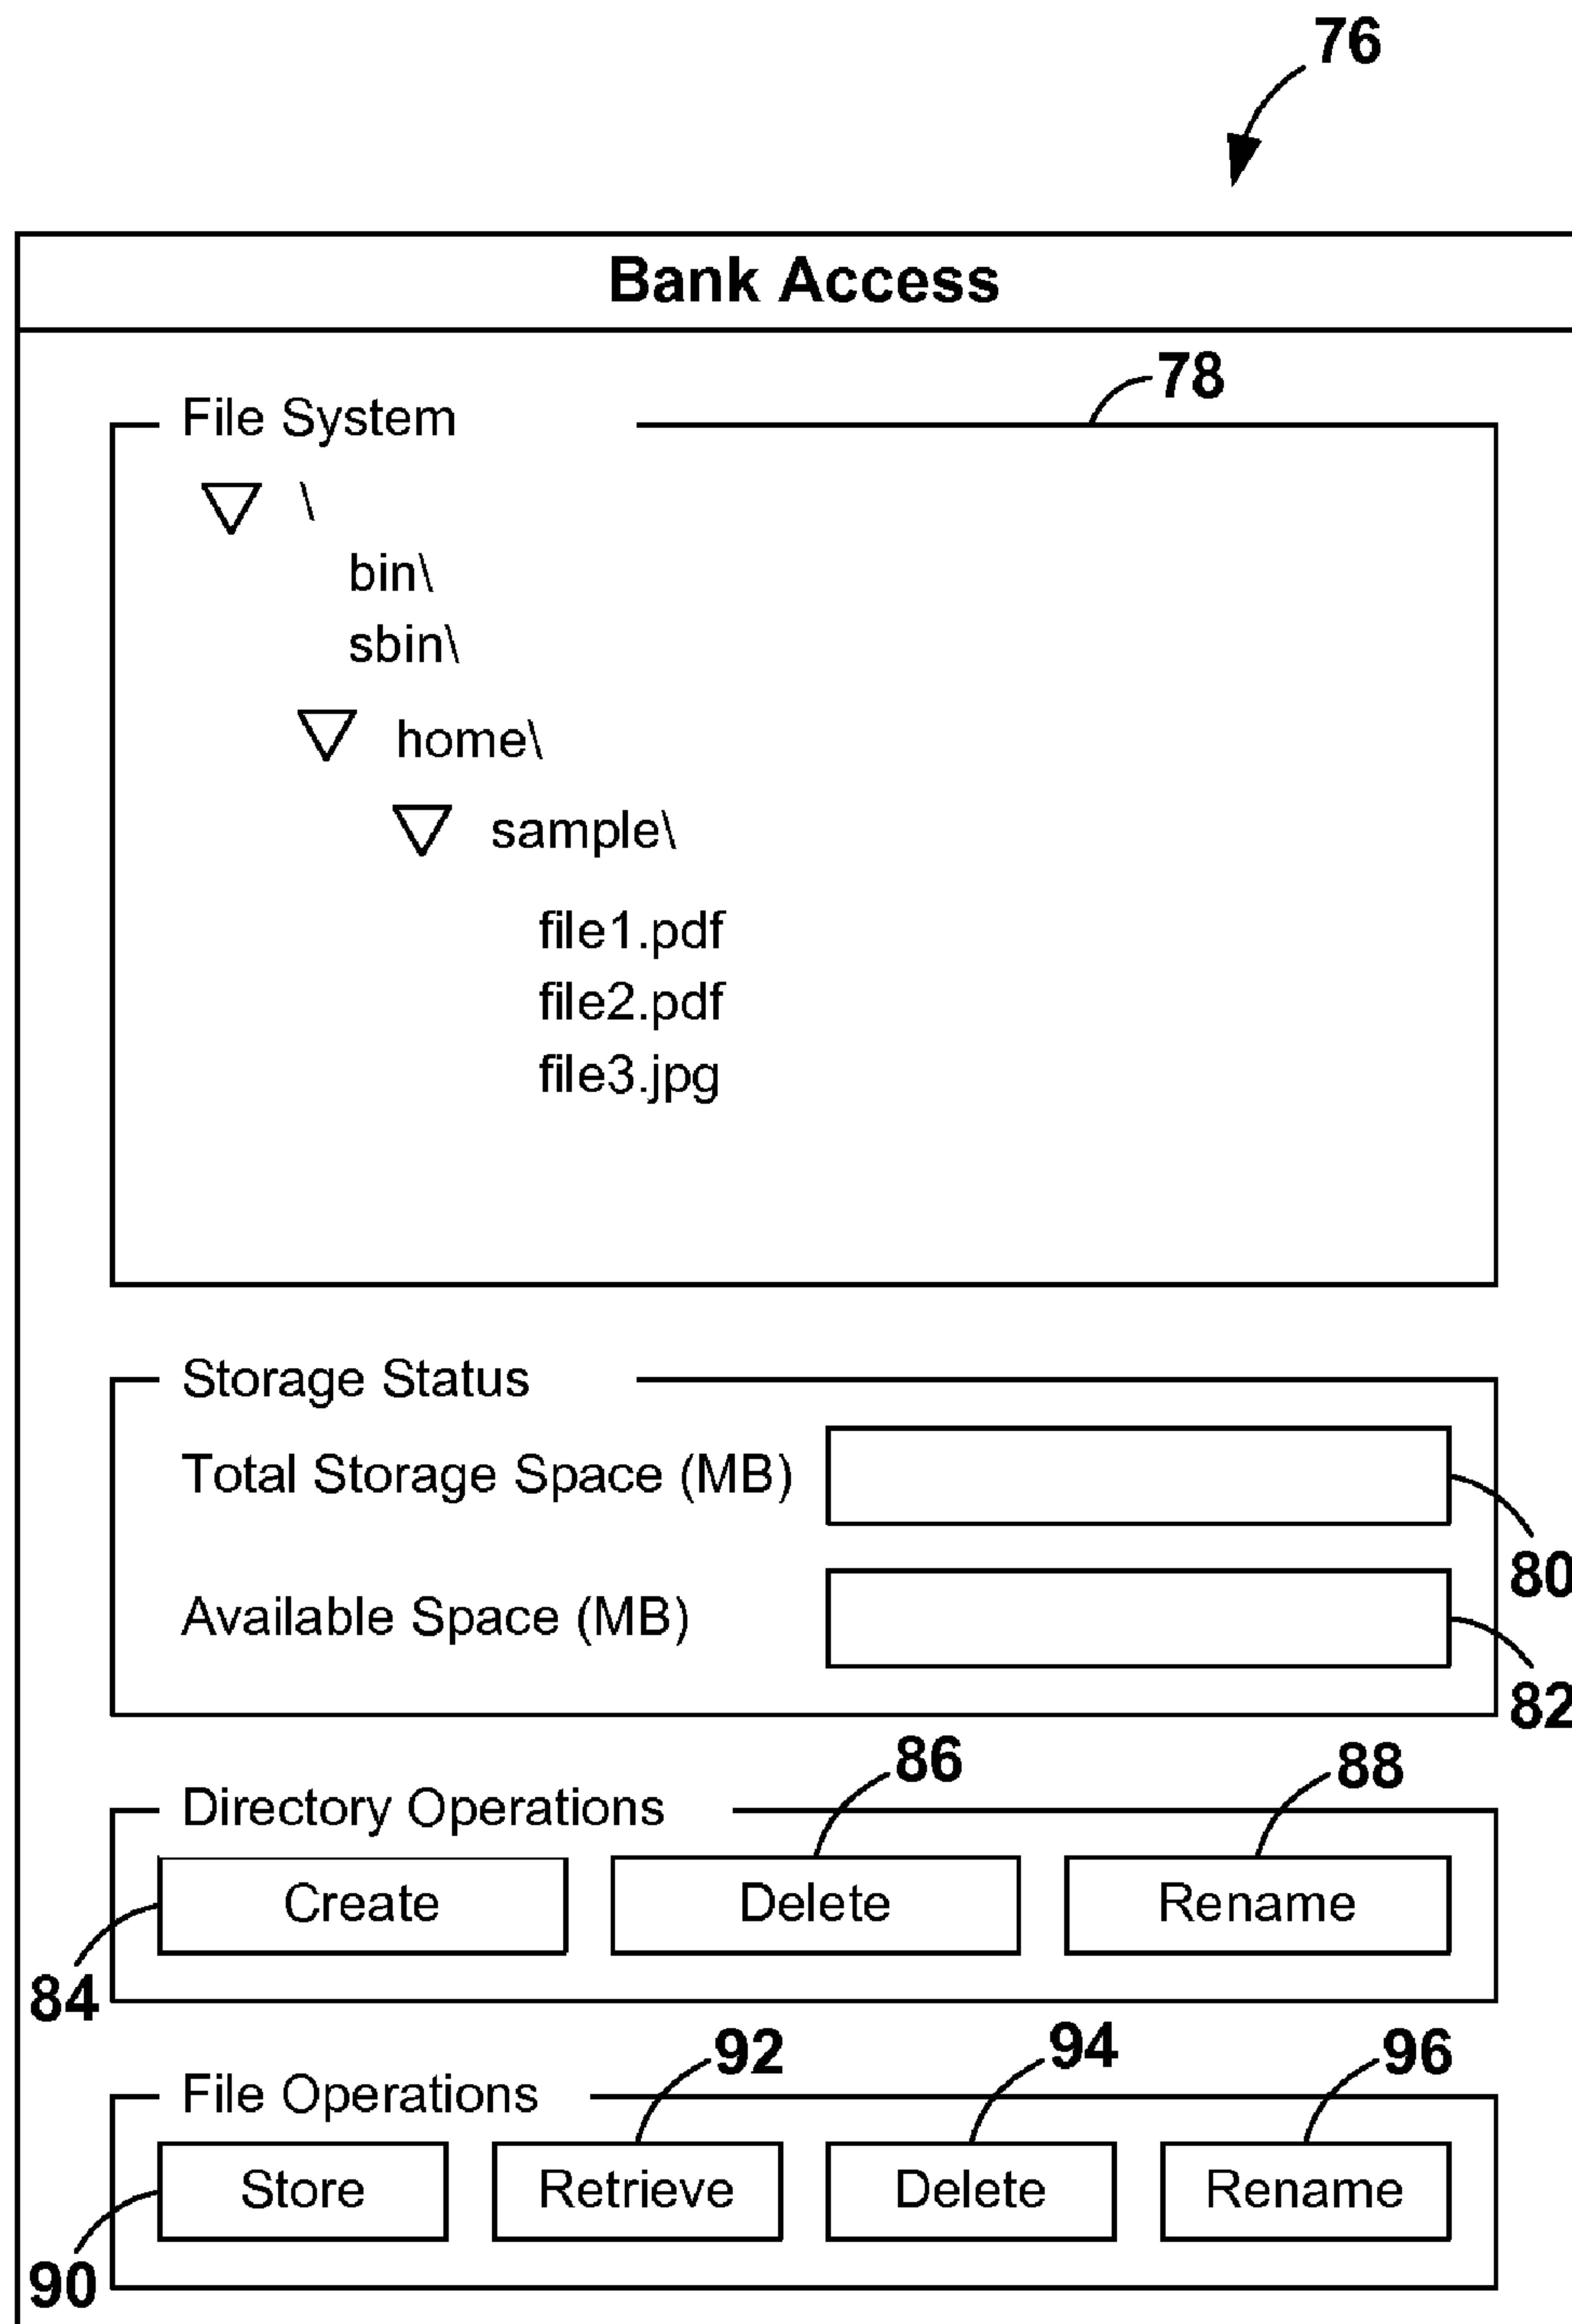 76
Bank Access
78
File System
\
bin\
sbin\
home\
sample\
file1.pdf
file2.pdf
file3.jpg
Storage Status
Total Storage Space (MB)
80
Available Space (MB)
82
86 88
Directory Operations
Create Delete Rename
84
92 94 96
File Operations
Store Retrieve Delete Rename
90